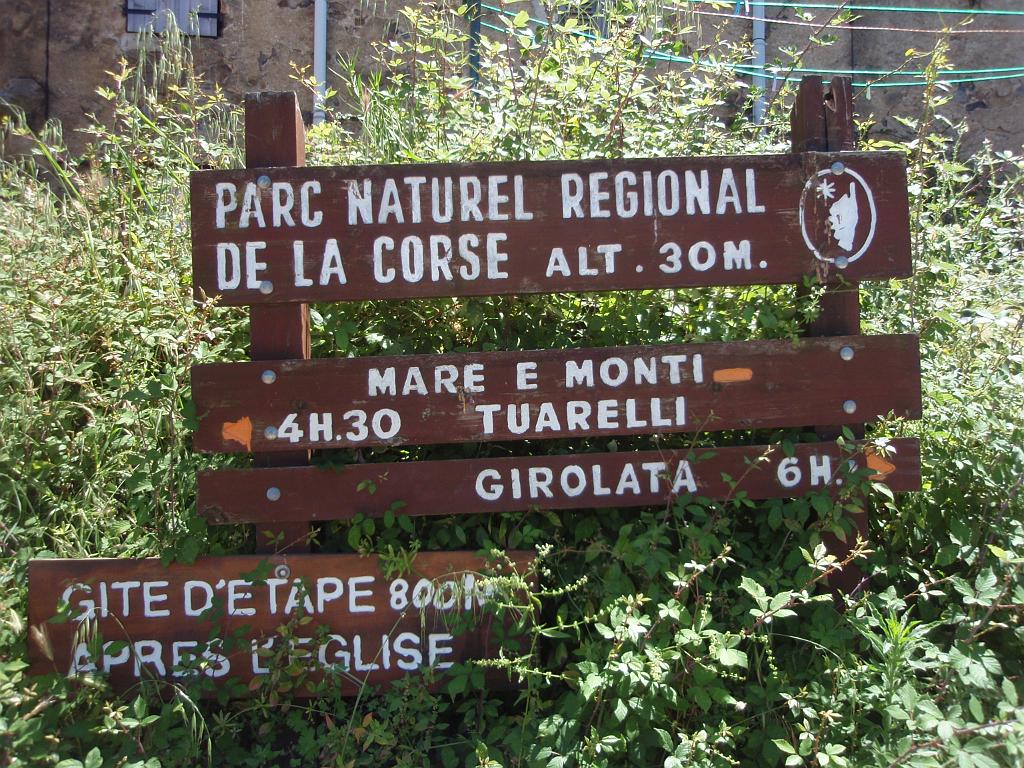 PARC NATUREL REGIONAL
DE LA CORSE ALT. 30M.
MARE E MONTI
4H.30 TUARELLI
GIROLATA 6H.
GITE D'ETAPE 800M
APRES L'EGLISE